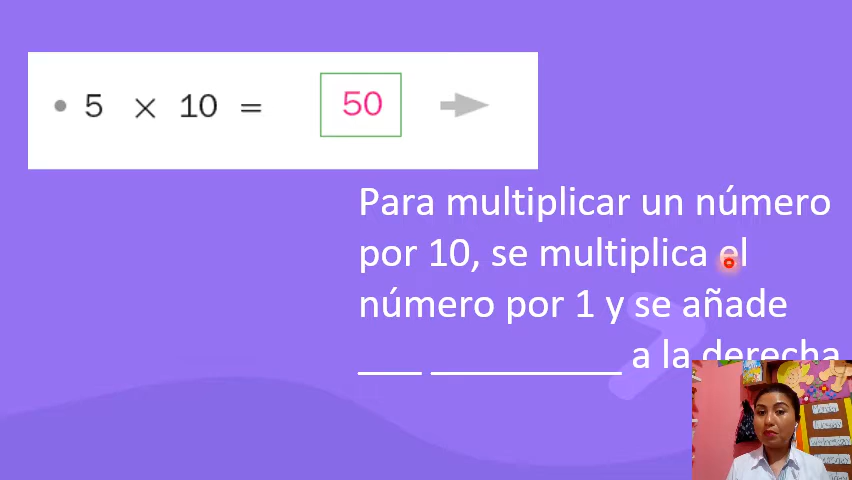 • 5 × 10 = 50
Para multiplicar un número
por 10, se multiplica el
número por 1 y se añade
___ _________ a la derecha